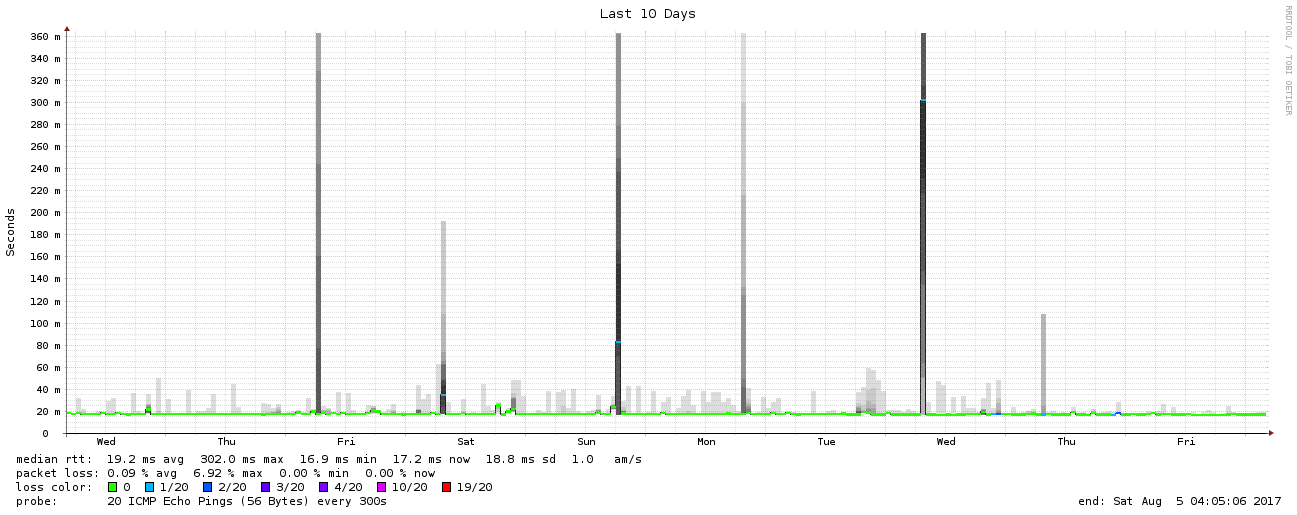 Last 10 Days
RRDTOOL / TOBI OETIKER
Seconds
360 m
340 m
320 m
300 m
280 m
260 m
240 m
220 m
200 m
180 m
160 m
140 m
120 m
100 m
80 m
60 m
40 m
20 m
0
Wed Thu Fri Sat Sun Mon Tue Wed Thu Fri
median rtt: 19.2 ms avg 302.0 ms max 16.9 ms min 17.2 ms now 18.8 ms sd 1.0 am/s
packet loss: 0.09 % avg 6.92 % max 0.00 % min 0.00 % now
loss color: 0 1/20 2/20 3/20 4/20 10/20 19/20
probe: 20 ICMP Echo Pings (56 Bytes) every 300s end: Sat Aug 5 04:05:06 2017